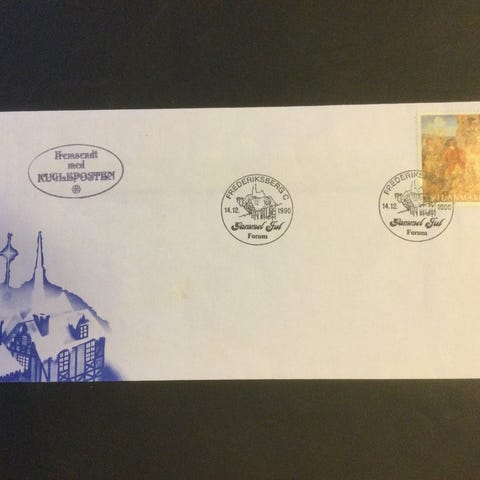 Fremsendt
med
KUGLEPOSTEN
FREDERIKSBERG C
14.12. 1990
Gammel Jul
Forum
FREDERIKSBERG
14.12. 1990
Gammel Jul
Forum
DANMARK